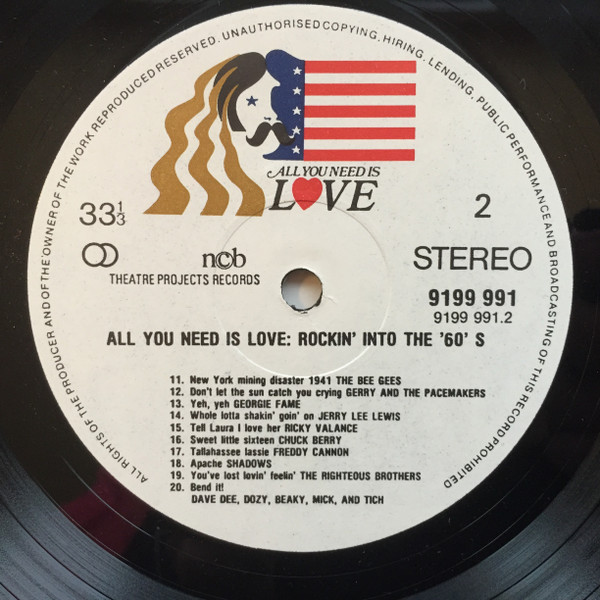 ALL RIGHTS OF THE PRODUCER AND OF THE OWNER OF THE WORK REPRODUCED RESERVED. UNAUTHORISED COPYING, HIRING, LENDING, PUBLIC PERFORMANCE AND BROADCASTING OF THIS RECORD PROHIBITED
ALL YOU NEED IS
LOVE
33 1/3
2
ncb
STEREO
THEATRE PROJECTS RECORDS
9199 991
9199 991.2
ALL YOU NEED IS LOVE: ROCKIN' INTO THE '60' S
11. New York mining disaster 1941 THE BEE GEES
12. Don't let the sun catch you crying GERRY AND THE PACEMAKERS
13. Yeh, yeh GEORGIE FAME
14. Whole lotta shakin' goin' on JERRY LEE LEWIS
15. Tell Laura I love her RICKY VALANCE
16. Sweet little sixteen CHUCK BERRY
17. Tallahassee lassie FREDDY CANNON
18. Apache SHADOWS
19. You've lost lovin' feelin' THE RIGHTEOUS BROTHERS
20. Bend it!
DAVE DEE, DOZY, BEAKY, MICK, AND TICH